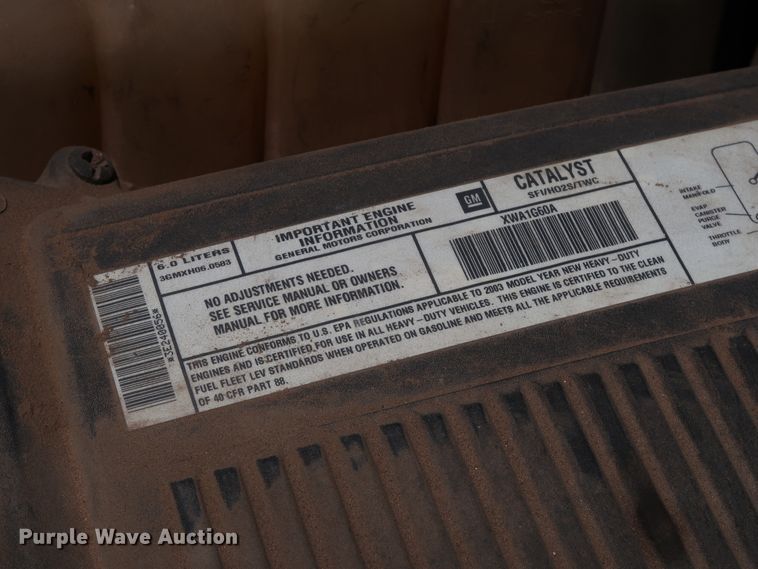 *3E240056*
6.0 LITERS
3GMXH06.0583
IMPORTANT ENGINE
INFORMATION
GENERAL MOTORS CORPORATION
GM
CATALYST
SFI/HO2S/TWC
NO ADJUSTMENTS NEEDED.
SEE SERVICE MANUAL OR OWNERS
MANUAL FOR MORE INFORMATION.
XWA1G60A
THIS ENGINE CONFORMS TO U.S. EPA REGULATIONS APPLICABLE TO 2003 MODEL YEAR NEW HEAVY-DUTY
ENGINES AND IS CERTIFIED FOR USE IN ALL HEAVY-DUTY VEHICLES. THIS ENGINE IS CERTIFIED TO THE CLEAN
FUEL FLEET LEV STANDARDS WHEN OPERATED ON GASOLINE AND MEETS ALL THE APPLICABLE REQUIREMENTS
OF 40 CFR PART 88.
INTAKE
MANIFOLD
EVAP
CANISTER
PURGE
VALVE
THROTTLE
BODY
Purple Wave Auction